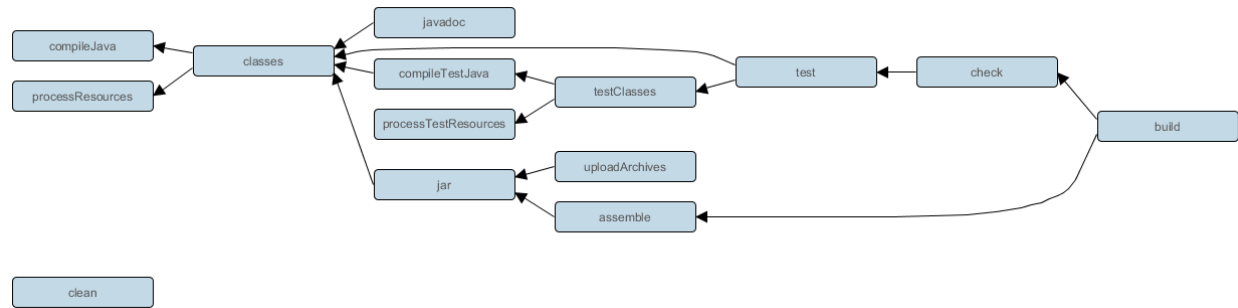 javadoc
compileJava
classes
compileTestJava
test
check
processResources
testClasses
processTestResources
build
uploadArchives
jar
assemble
clean